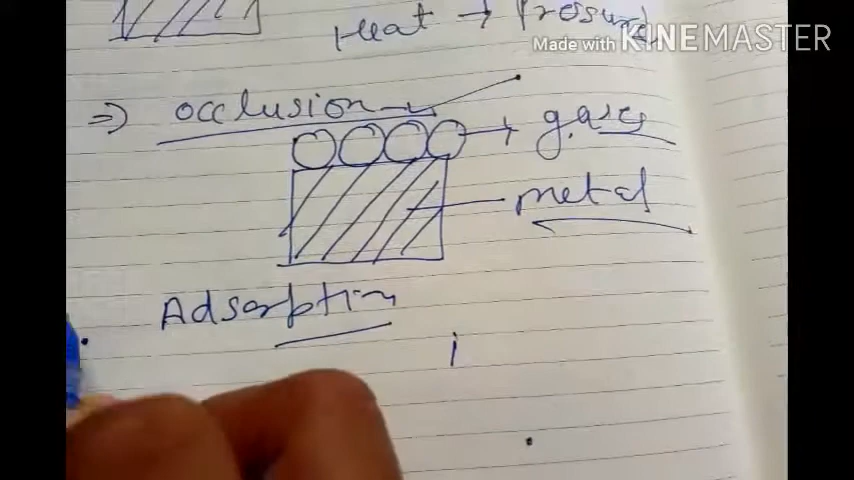 Heat → Pressure
Made with KINEMASTER
⇒ occlusion
gases
metal
Adsorption
i